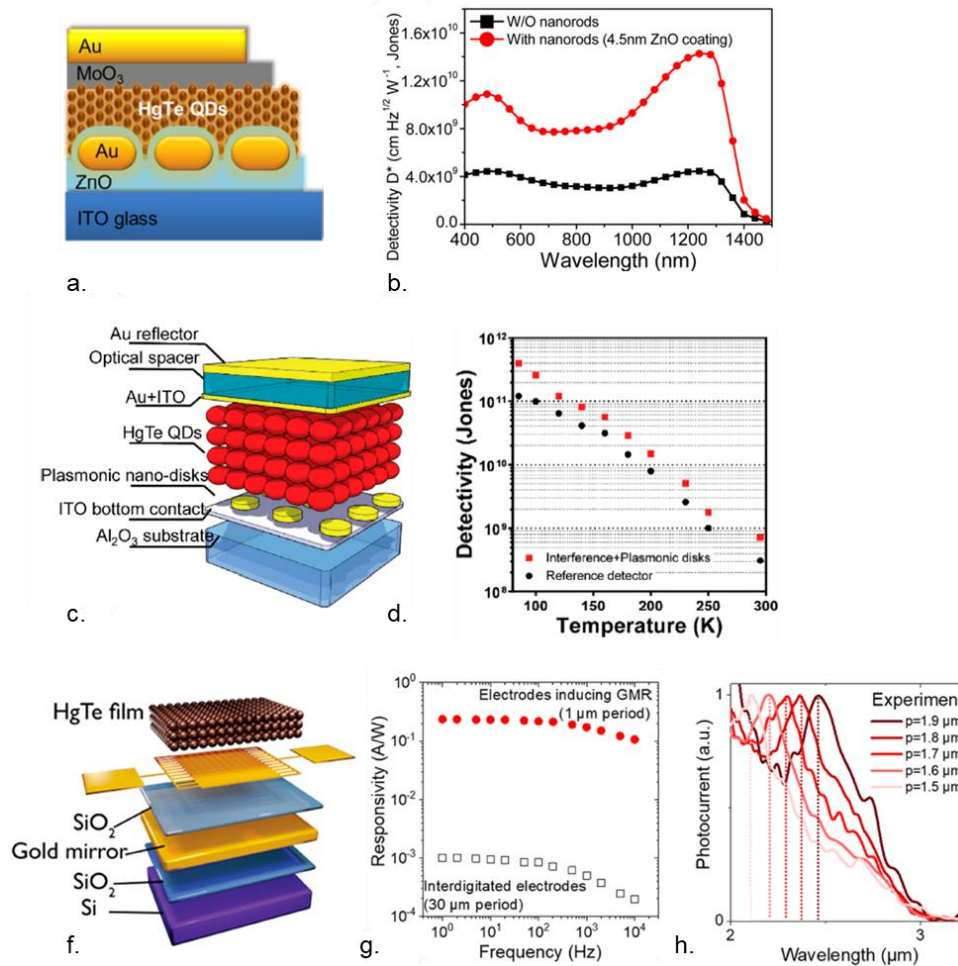 Au
MoO₃
HgTe QDs
Au
ZnO
ITO glass
a.
Detectivity D* (cm Hz^1/2 W^-1, Jones)
1.6x10^10
1.2x10^10
8.0x10^9
4.0x10^9
0.0
W/O nanorods
With nanorods (4.5nm ZnO coating)
400 600 800 1000 1200 1400
Wavelength (nm)
b.
Au reflector
Optical spacer
Au+ITO
HgTe QDs
Plasmonic nano-disks
ITO bottom contact
Al₂O₃ substrate
c.
Detectivity (Jones)
10^12
10^11
10^10
10^9
10^8
Interference+Plasmonic disks
Reference detector
100 150 200 250 300
Temperature (K)
d.
HgTe film
SiO₂
Gold mirror
SiO₂
Si
f.
Responsivity (A/W)
10^0
10^-1
10^-2
10^-3
10^-4
Electrodes inducing GMR
(1 µm period)
Interdigitated electrodes
(30 µm period)
10^0 10^1 10^2 10^3 10^4
Frequency (Hz)
g.
Photocurrent (a.u.)
1
0
Experimen
p=1.9 µm
p=1.8 µm
p=1.7 µm
p=1.6 µm
p=1.5 µm
2 3
Wavelength (µm)
h.